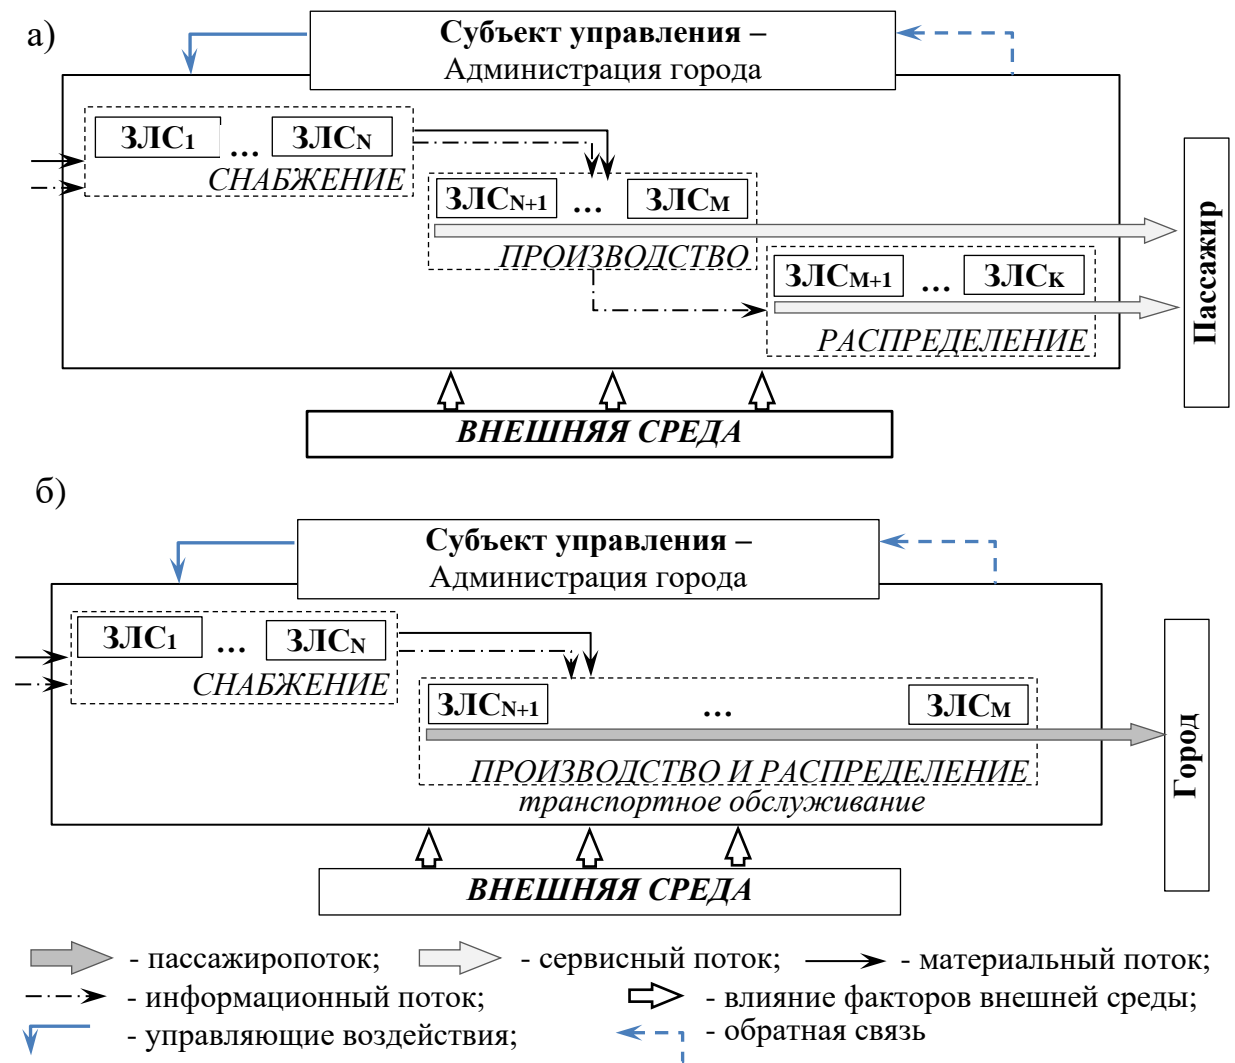 а)
Субъект управления –
Администрация города
ЗЛС1 ... ЗЛСN
СНАБЖЕНИЕ
ЗЛСN+1 ... ЗЛСM
ПРОИЗВОДСТВО
ЗЛСM+1 ... ЗЛСK
РАСПРЕДЕЛЕНИЕ
Пассажир
ВНЕШНЯЯ СРЕДА
б)
Субъект управления –
Администрация города
ЗЛС1 ... ЗЛСN
СНАБЖЕНИЕ
ЗЛСN+1 ... ЗЛСM
ПРОИЗВОДСТВО И РАСПРЕДЕЛЕНИЕ
транспортное обслуживание
Город
ВНЕШНЯЯ СРЕДА
- пассажиропоток; - сервисный поток; - материальный поток;
- информационный поток; - влияние факторов внешней среды;
- управляющие воздействия; - обратная связь